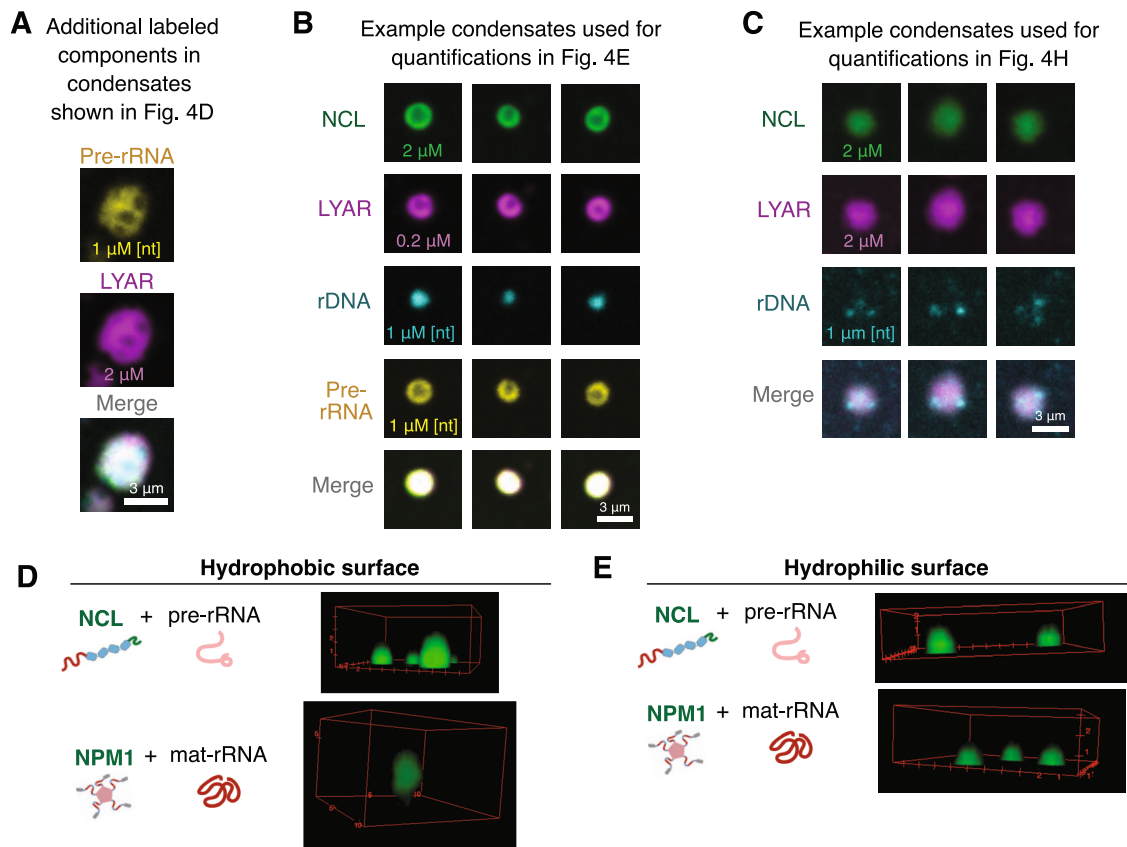 A Additional labeled
components in
condensates
shown in Fig. 4D
Pre-rRNA
1 µM [nt]
LYAR
2 µM
Merge
3 µm
B Example condensates used for
quantifications in Fig. 4E
NCL
2 µM
LYAR
0.2 µM
rDNA
1 µM [nt]
Pre-
rRNA
1 µM [nt]
Merge
3 µm
C Example condensates used for
quantifications in Fig. 4H
NCL
2 µM
LYAR
2 µM
rDNA
1 µm [nt]
Merge
3 µm
D Hydrophobic surface
NCL + pre-rRNA
NPM1 + mat-rRNA
E Hydrophilic surface
NCL + pre-rRNA
NPM1 + mat-rRNA